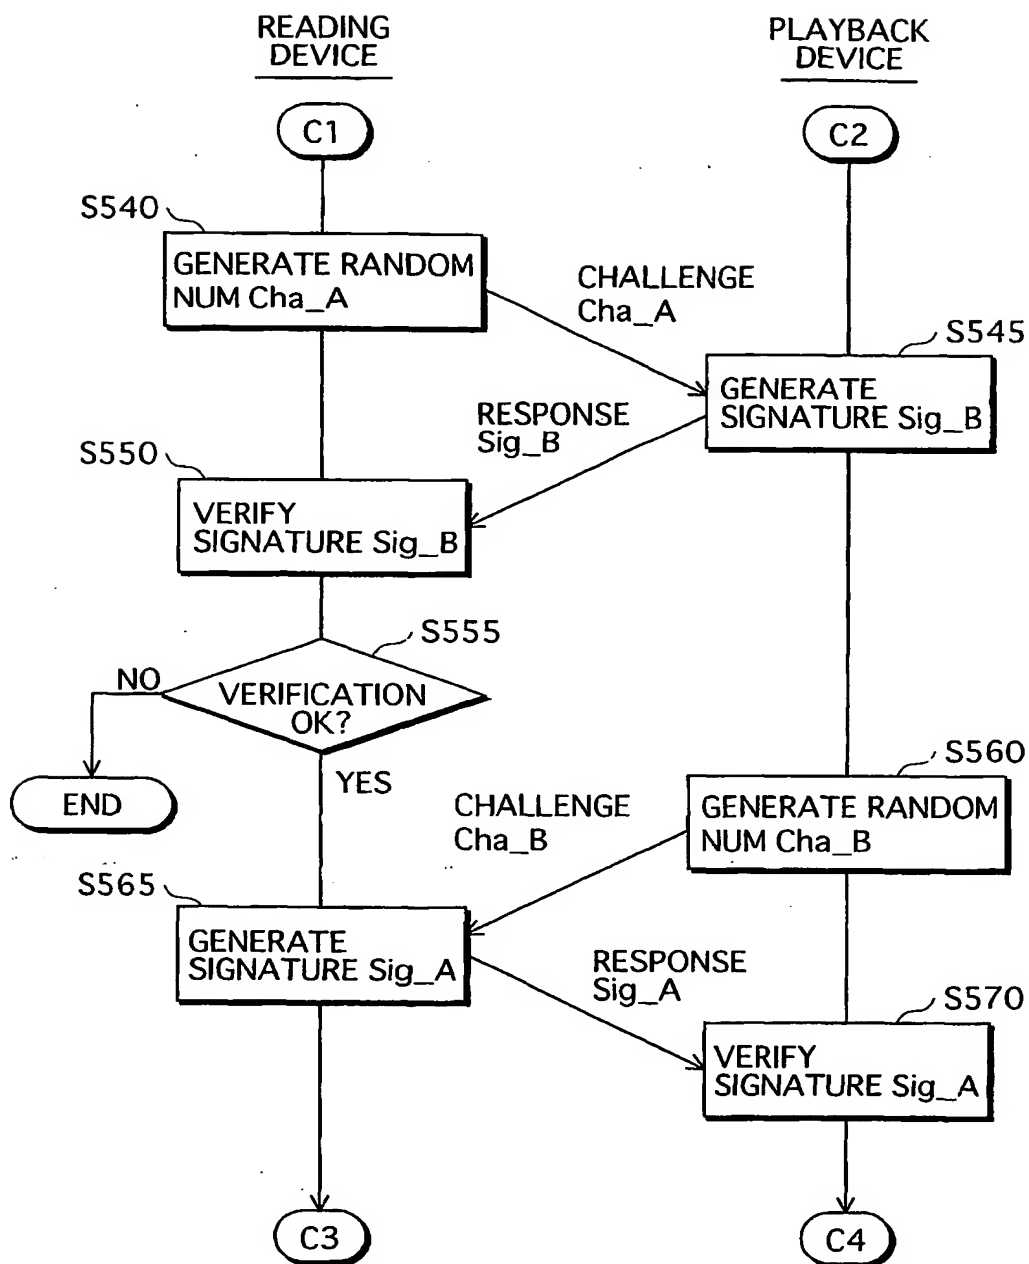 READING
DEVICE
PLAYBACK
DEVICE
C1
C2
S540
GENERATE RANDOM
NUM Cha_A
CHALLENGE
Cha_A
S545
GENERATE
SIGNATURE Sig_B
RESPONSE
Sig_B
S550
VERIFY
SIGNATURE Sig_B
S555
NO
VERIFICATION
OK?
YES
END
S560
GENERATE RANDOM
NUM Cha_B
CHALLENGE
Cha_B
S565
GENERATE
SIGNATURE Sig_A
RESPONSE
Sig_A
S570
VERIFY
SIGNATURE Sig_A
C3
C4